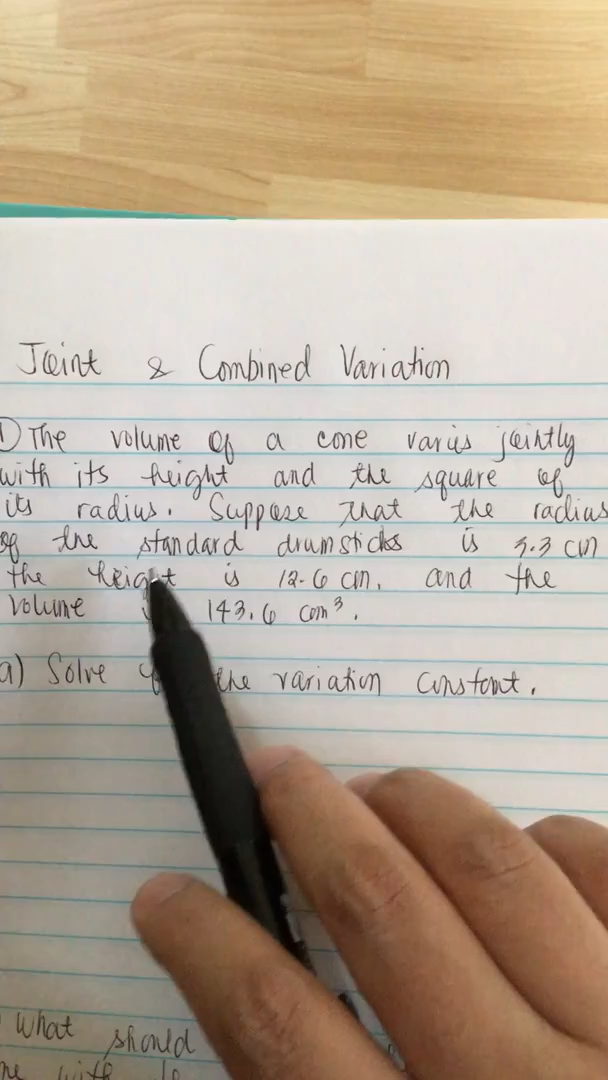 Joint & Combined Variation
1) The volume of a cone varies jointly
with its height and the square of
its radius. Suppose that the radius
of the standard drumsticks is 3.3 cm
the height is 12.6 cm, and the
volume 143.6 cm³.
a) Solve the variation constant.
what should